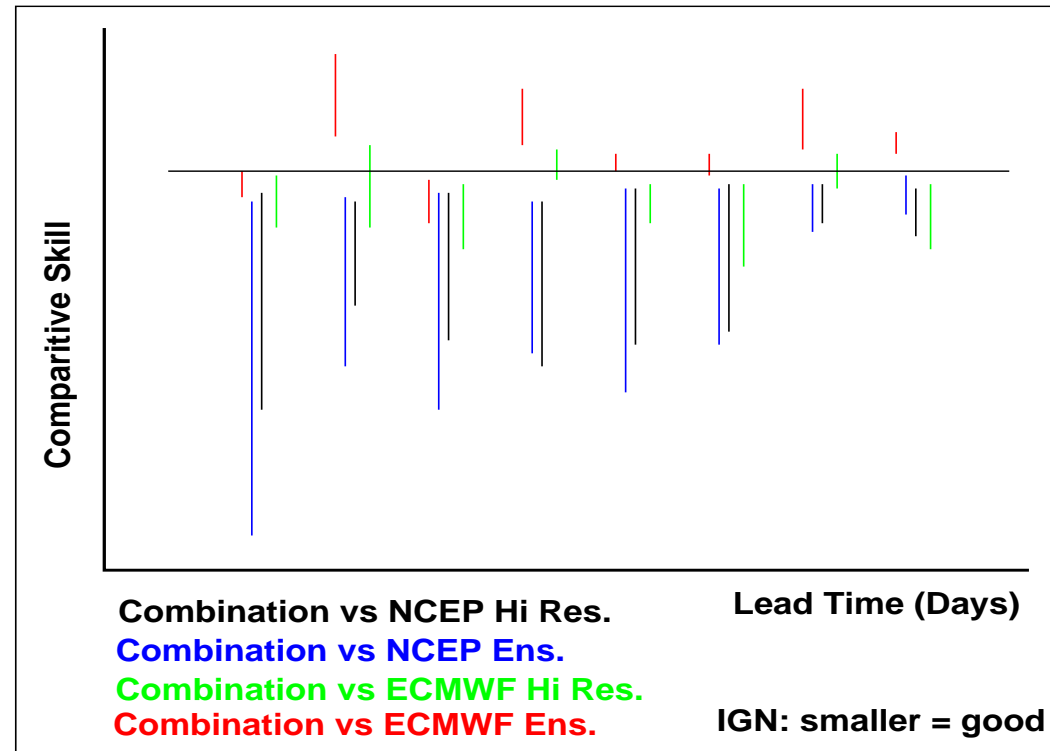 Comparitive Skill
Lead Time (Days)
Combination vs NCEP Hi Res.
Combination vs NCEP Ens.
Combination vs ECMWF Hi Res.
Combination vs ECMWF Ens.
IGN: smaller = good